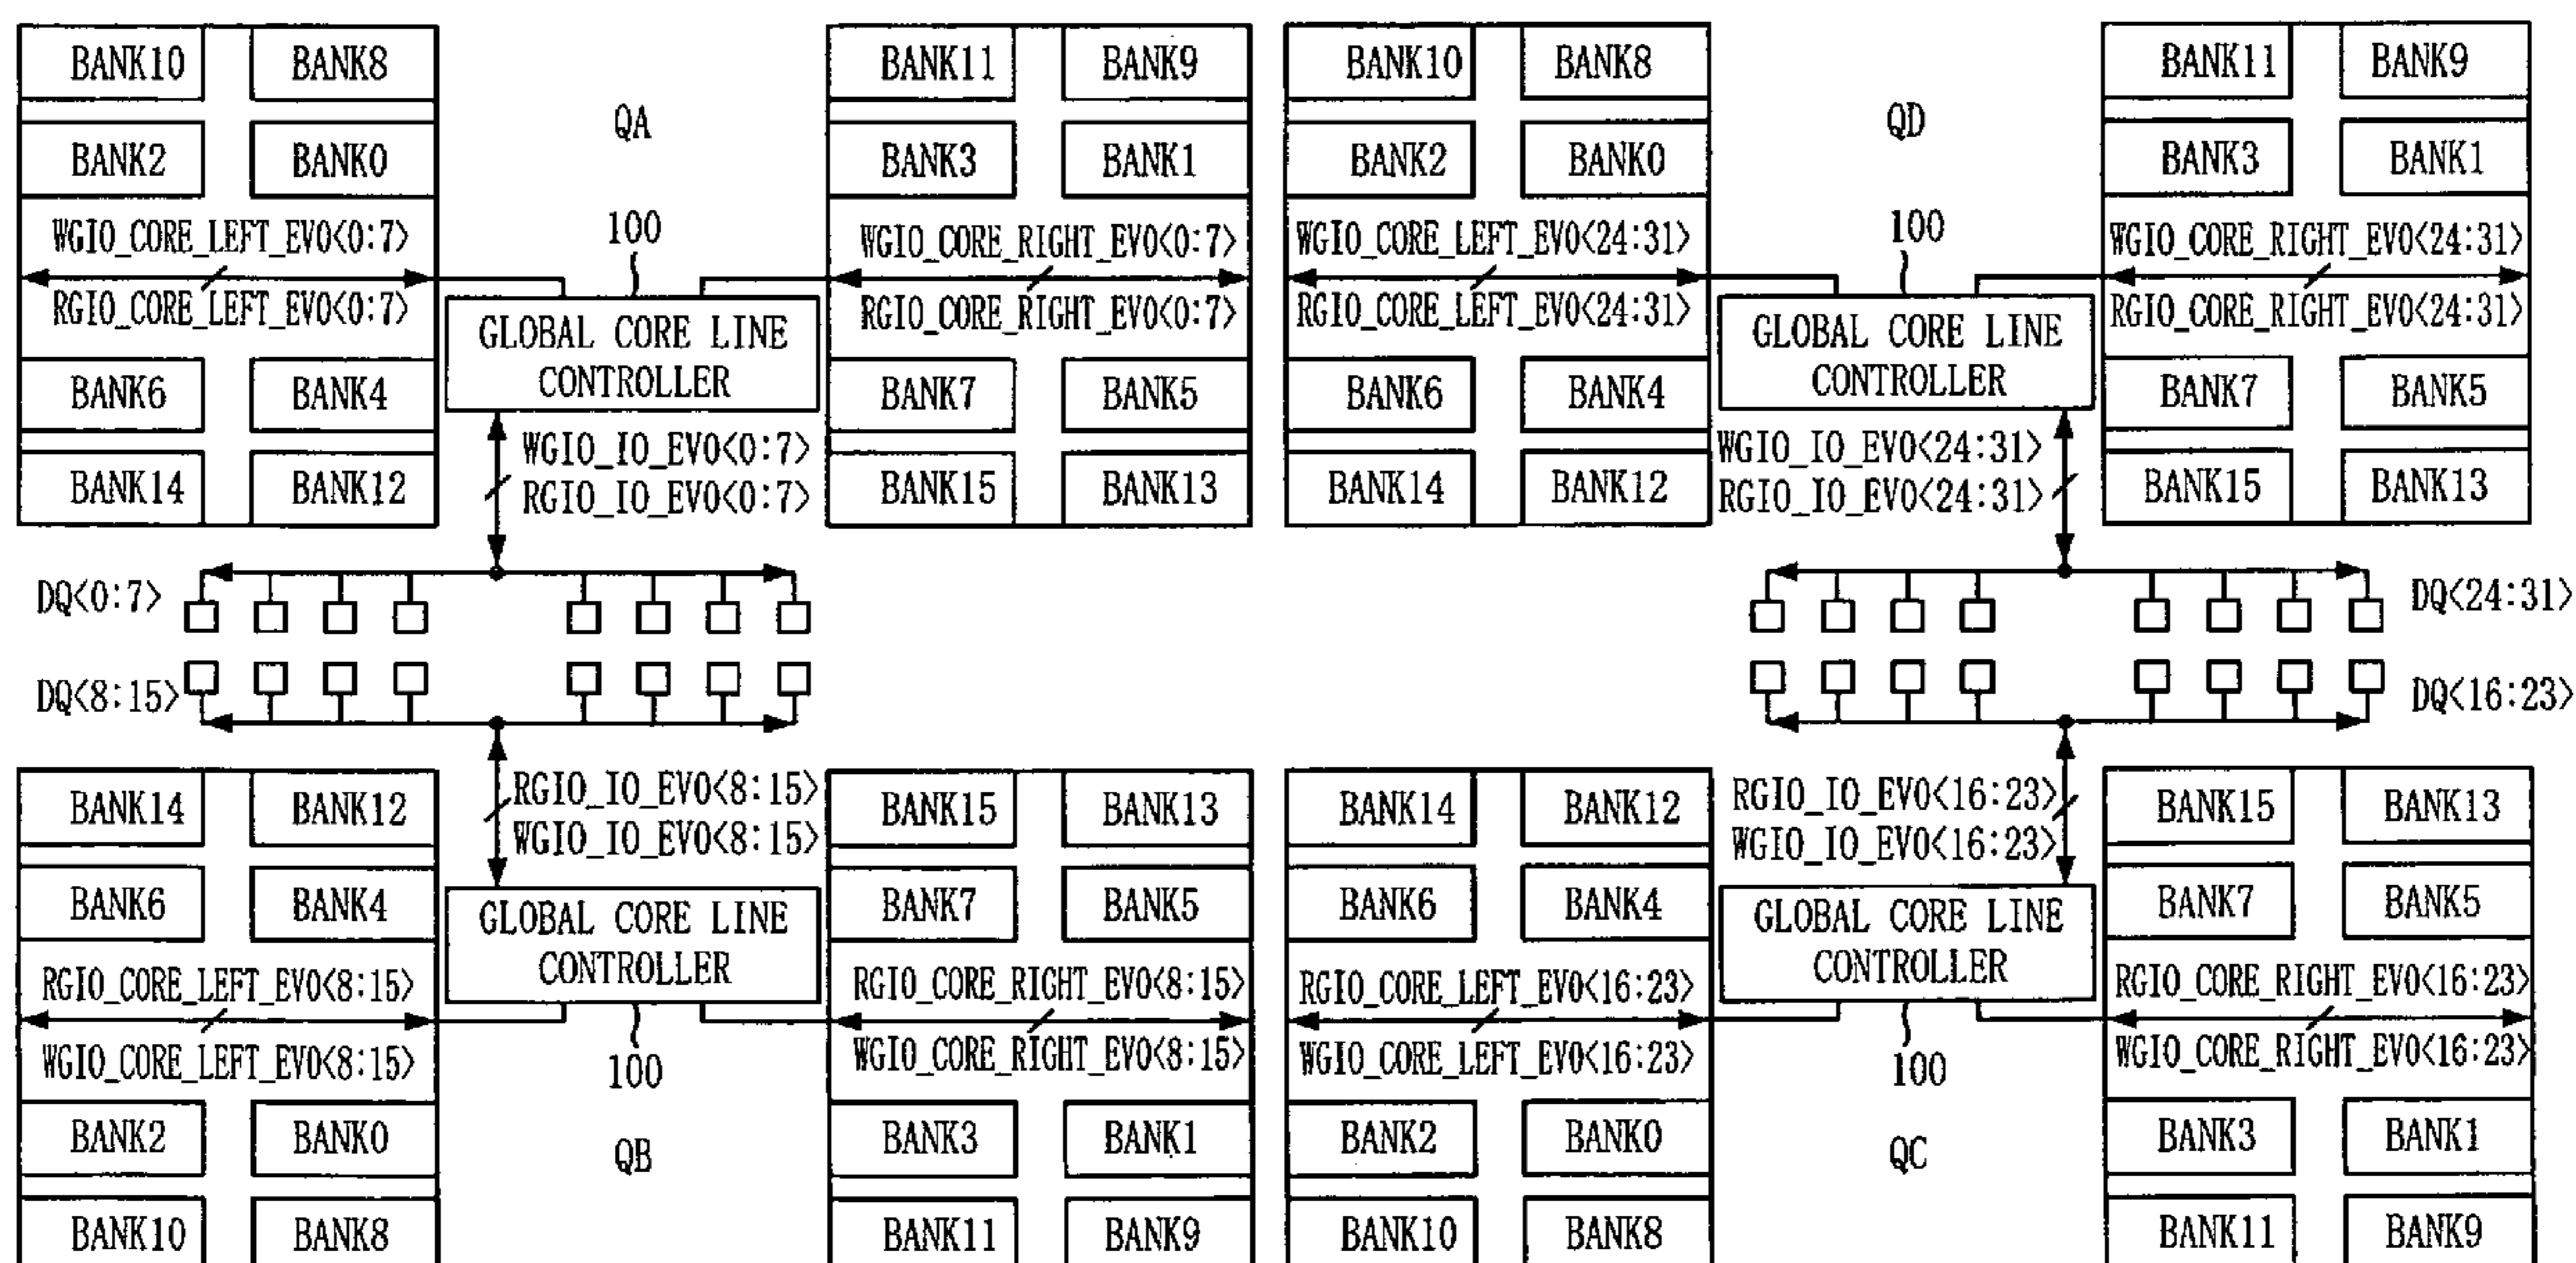 BANK10 BANK8 BANK11 BANK9 BANK10 BANK8 BANK11 BANK9
QA QD
BANK2 BANK0 BANK3 BANK1 BANK2 BANK0 BANK3 BANK1
100 100
WGIO_CORE_LEFT_EV0<0:7> WGIO_CORE_RIGHT_EV0<0:7> WGIO_CORE_LEFT_EV0<24:31> WGIO_CORE_RIGHT_EV0<24:31>
RGIO_CORE_LEFT_EV0<0:7> RGIO_CORE_RIGHT_EV0<0:7> RGIO_CORE_LEFT_EV0<24:31> RGIO_CORE_RIGHT_EV0<24:31>
GLOBAL CORE LINE GLOBAL CORE LINE
CONTROLLER CONTROLLER
BANK6 BANK4 BANK7 BANK5 BANK6 BANK4 BANK7 BANK5
WGIO_IO_EV0<0:7> WGIO_IO_EV0<24:31>
RGIO_IO_EV0<0:7> RGIO_IO_EV0<24:31>
BANK14 BANK12 BANK15 BANK13 BANK14 BANK12 BANK15 BANK13
DQ<0:7> DQ<24:31>
DQ<8:15> DQ<16:23>
RGIO_IO_EV0<8:15> RGIO_IO_EV0<16:23>
WGIO_IO_EV0<8:15> WGIO_IO_EV0<16:23>
BANK14 BANK12 BANK15 BANK13 BANK14 BANK12 BANK15 BANK13
BANK6 BANK4 BANK7 BANK5 BANK6 BANK4 BANK7 BANK5
GLOBAL CORE LINE GLOBAL CORE LINE
CONTROLLER CONTROLLER
RGIO_CORE_LEFT_EV0<8:15> RGIO_CORE_RIGHT_EV0<8:15> RGIO_CORE_LEFT_EV0<16:23> RGIO_CORE_RIGHT_EV0<16:23>
WGIO_CORE_LEFT_EV0<8:15> WGIO_CORE_RIGHT_EV0<8:15> WGIO_CORE_LEFT_EV0<16:23> WGIO_CORE_RIGHT_EV0<16:23>
100 100
BANK2 BANK0 BANK3 BANK1 BANK2 BANK0 BANK3 BANK1
QB QC
BANK10 BANK8 BANK11 BANK9 BANK10 BANK8 BANK11 BANK9